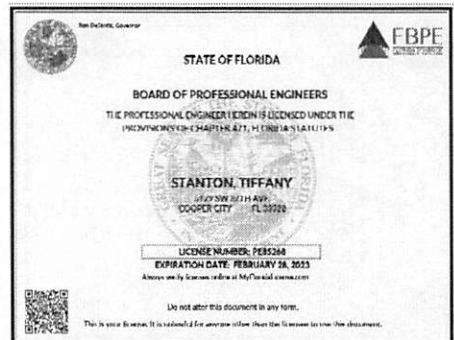 Ron DeSantis, Governor
FBPE
STATE OF FLORIDA
BOARD OF PROFESSIONAL ENGINEERS
THE PROFESSIONAL ENGINEER HEREIN IS LICENSED UNDER THE
PROVISIONS OF CHAPTER 471, FLORIDA STATUTES
STANTON, TIFFANY
AVE
COOPER CITY FL
LICENSE NUMBER: PE85268
EXPIRATION DATE: FEBRUARY 28, 2023
Always verify licenses online at MyFloridaLicense.com
Do not alter this document in any form.
This is your license. It is unlawful for anyone other than the licensee to use this document.